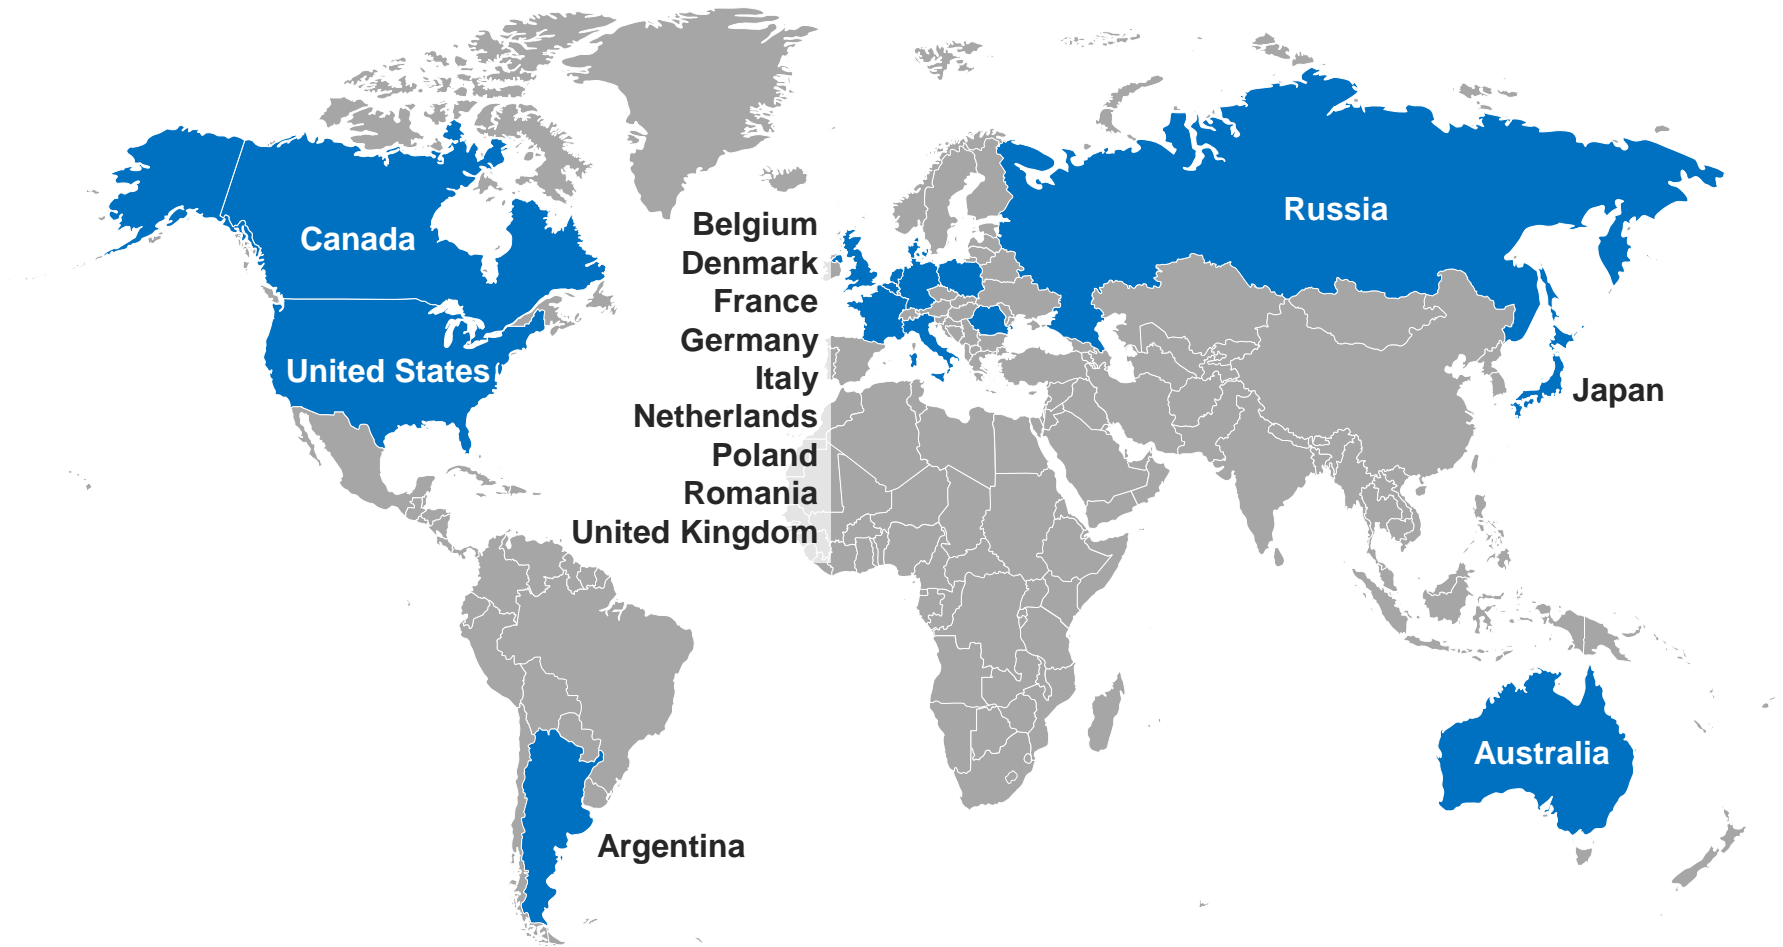 Canada
United States
Belgium
Denmark
France
Germany
Italy
Netherlands
Poland
Romania
United Kingdom
Russia
Japan
Australia
Argentina